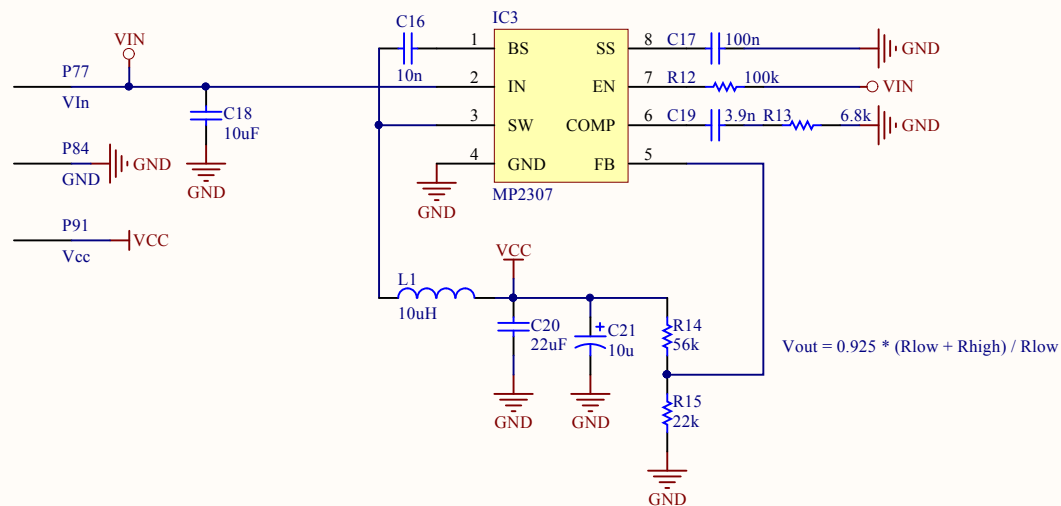 C16
10n
IC3
1 BS
2 IN
3 SW
4 GND
SS 8
EN 7
COMP 6
FB 5
MP2307
GND
C17 100n
GND
R12 100k
VIN
C19 3.9n R13 6.8k
GND
VIN
P77
VIn
C18
10uF
GND
P84
GND
GND
P91
Vcc
VCC
L1
10uH
VCC
C20
22uF
GND
+
C21
10u
GND
R14
56k
R15
22k
GND
Vout = 0.925 * (Rlow + Rhigh) / Rlow